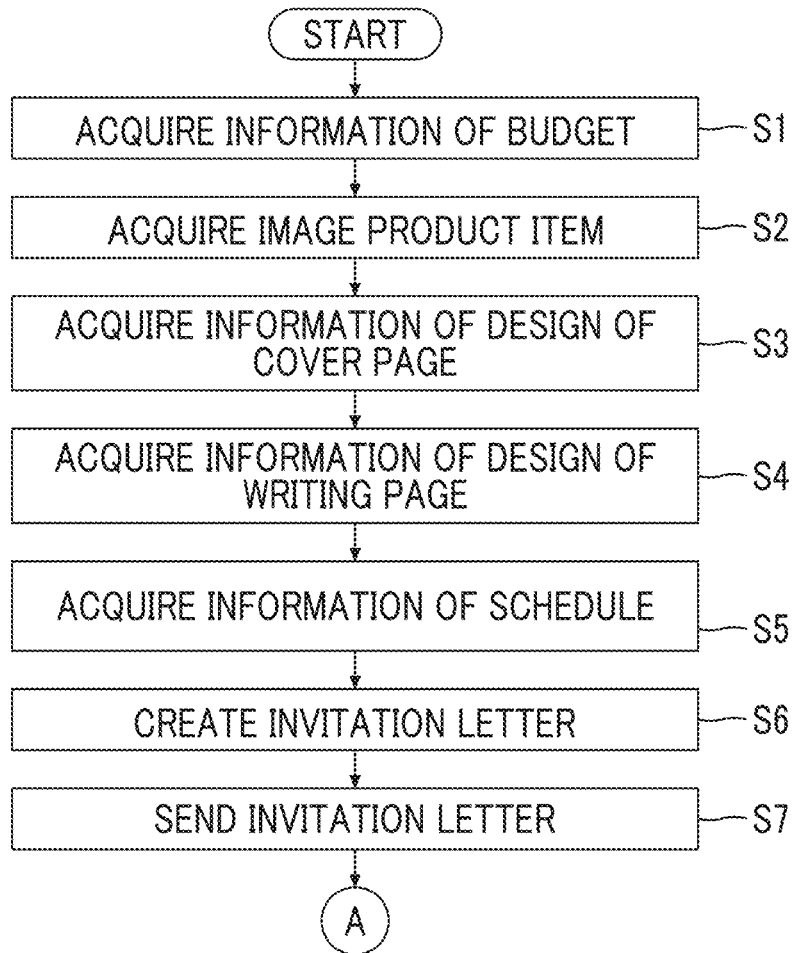 START
ACQUIRE INFORMATION OF BUDGET
S1
ACQUIRE IMAGE PRODUCT ITEM
S2
ACQUIRE INFORMATION OF DESIGN OF
COVER PAGE
S3
ACQUIRE INFORMATION OF DESIGN OF
WRITING PAGE
S4
ACQUIRE INFORMATION OF SCHEDULE
S5
CREATE INVITATION LETTER
S6
SEND INVITATION LETTER
S7
A